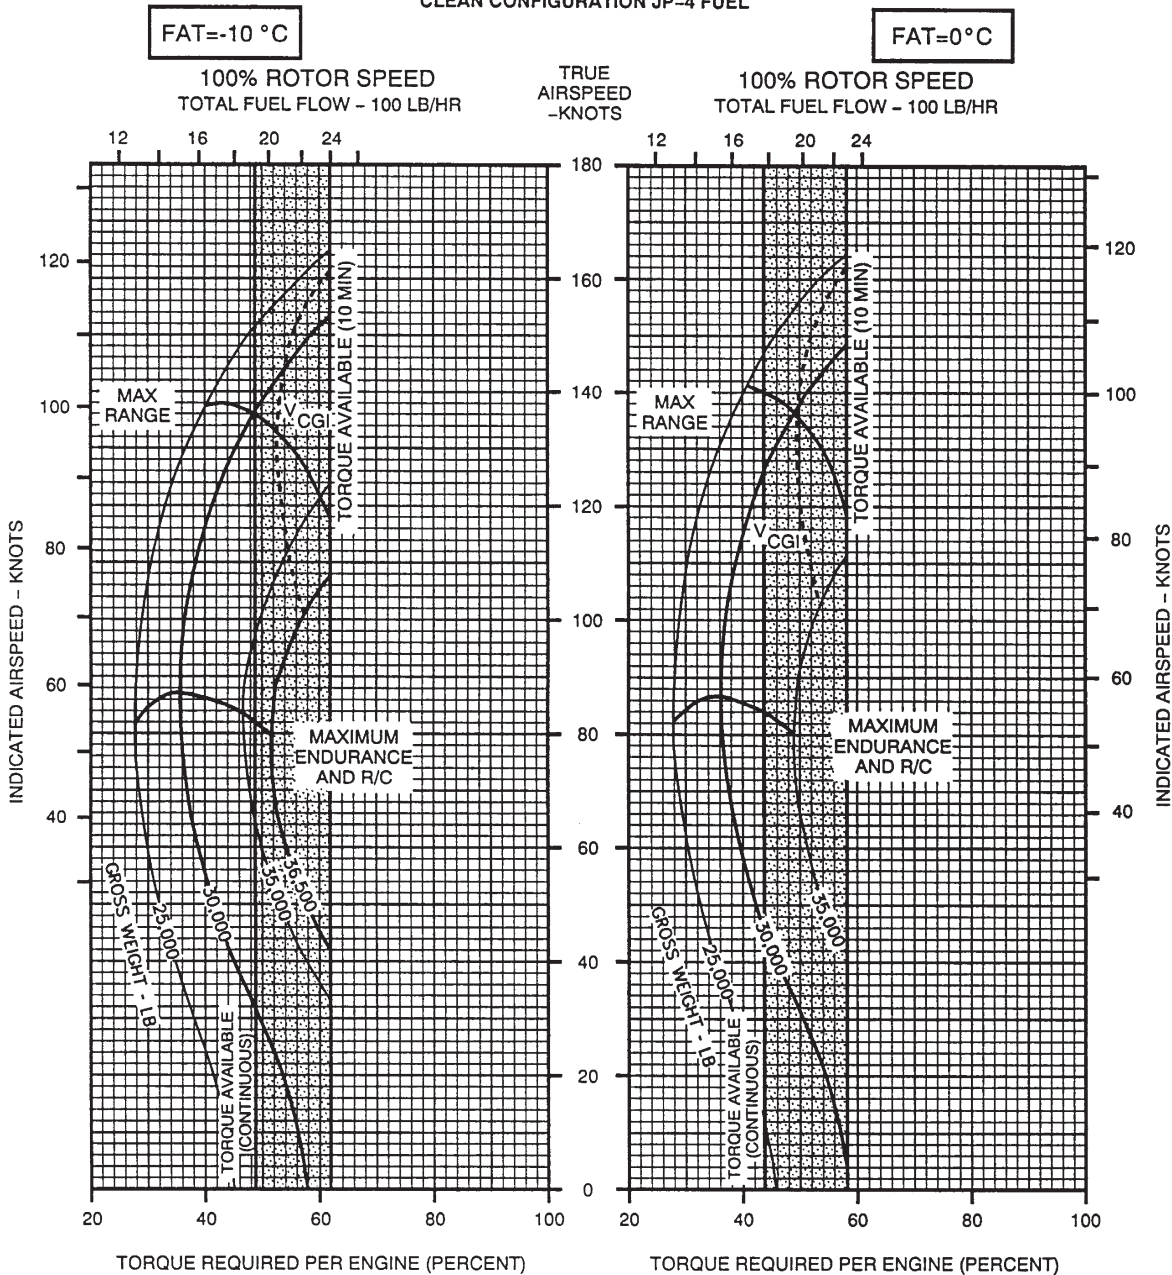 CLEAN CONFIGURATION JP–4 FUEL
FAT=-10 °C
FAT=0°C
100% ROTOR SPEED
TOTAL FUEL FLOW – 100 LB/HR
TRUE
AIRSPEED
–KNOTS
100% ROTOR SPEED
TOTAL FUEL FLOW – 100 LB/HR
12 16 20 24
12 16 20 24
180
160
140
120
100
80
60
40
20
0
120
100
80
60
40
120
100
80
60
40
INDICATED AIRSPEED – KNOTS
INDICATED AIRSPEED – KNOTS
MAX
RANGE
VCGI
TORQUE AVAILABLE (10 MIN)
MAXIMUM
ENDURANCE
AND R/C
GROSS WEIGHT - LB
25,000
30,000
35,000
36,500
TORQUE AVAILABLE
(CONTINUOUS)
MAX
RANGE
VCGI
TORQUE AVAILABLE (10 MIN)
MAXIMUM
ENDURANCE
AND R/C
GROSS WEIGHT - LB
25,000
30,000
35,000
TORQUE AVAILABLE
(CONTINUOUS)
20 40 60 80 100
20 40 60 80 100
TORQUE REQUIRED PER ENGINE (PERCENT)
TORQUE REQUIRED PER ENGINE (PERCENT)